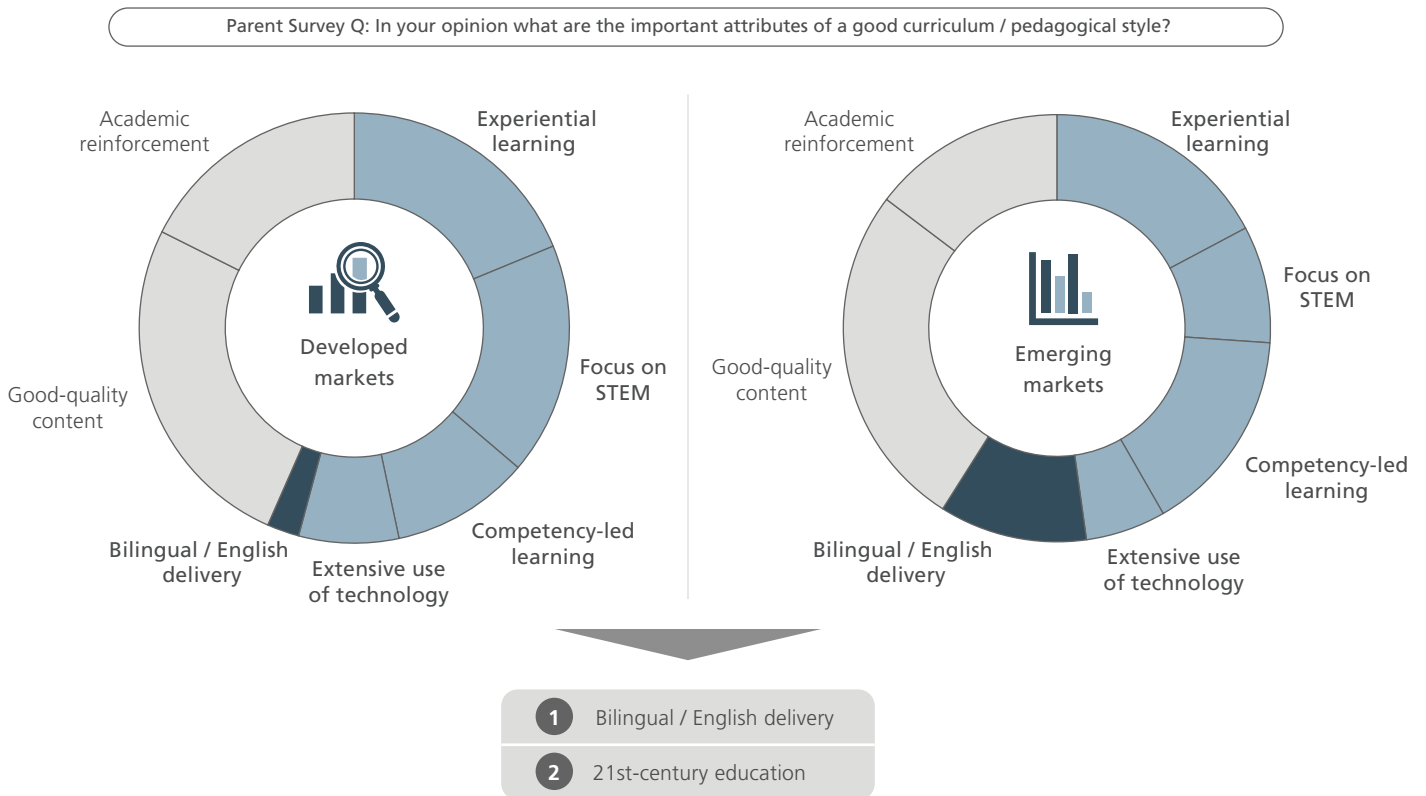 Parent Survey Q: In your opinion what are the important attributes of a good curriculum / pedagogical style?
Academic
reinforcement
Experiential
learning
Developed
markets
Focus on
STEM
Good-quality
content
Competency-led
learning
Bilingual / English
delivery
Extensive use
of technology
Academic
reinforcement
Experiential
learning
Focus on
STEM
Emerging
markets
Good-quality
content
Competency-led
learning
Bilingual / English
delivery
Extensive use
of technology
1 Bilingual / English delivery
2 21st-century education